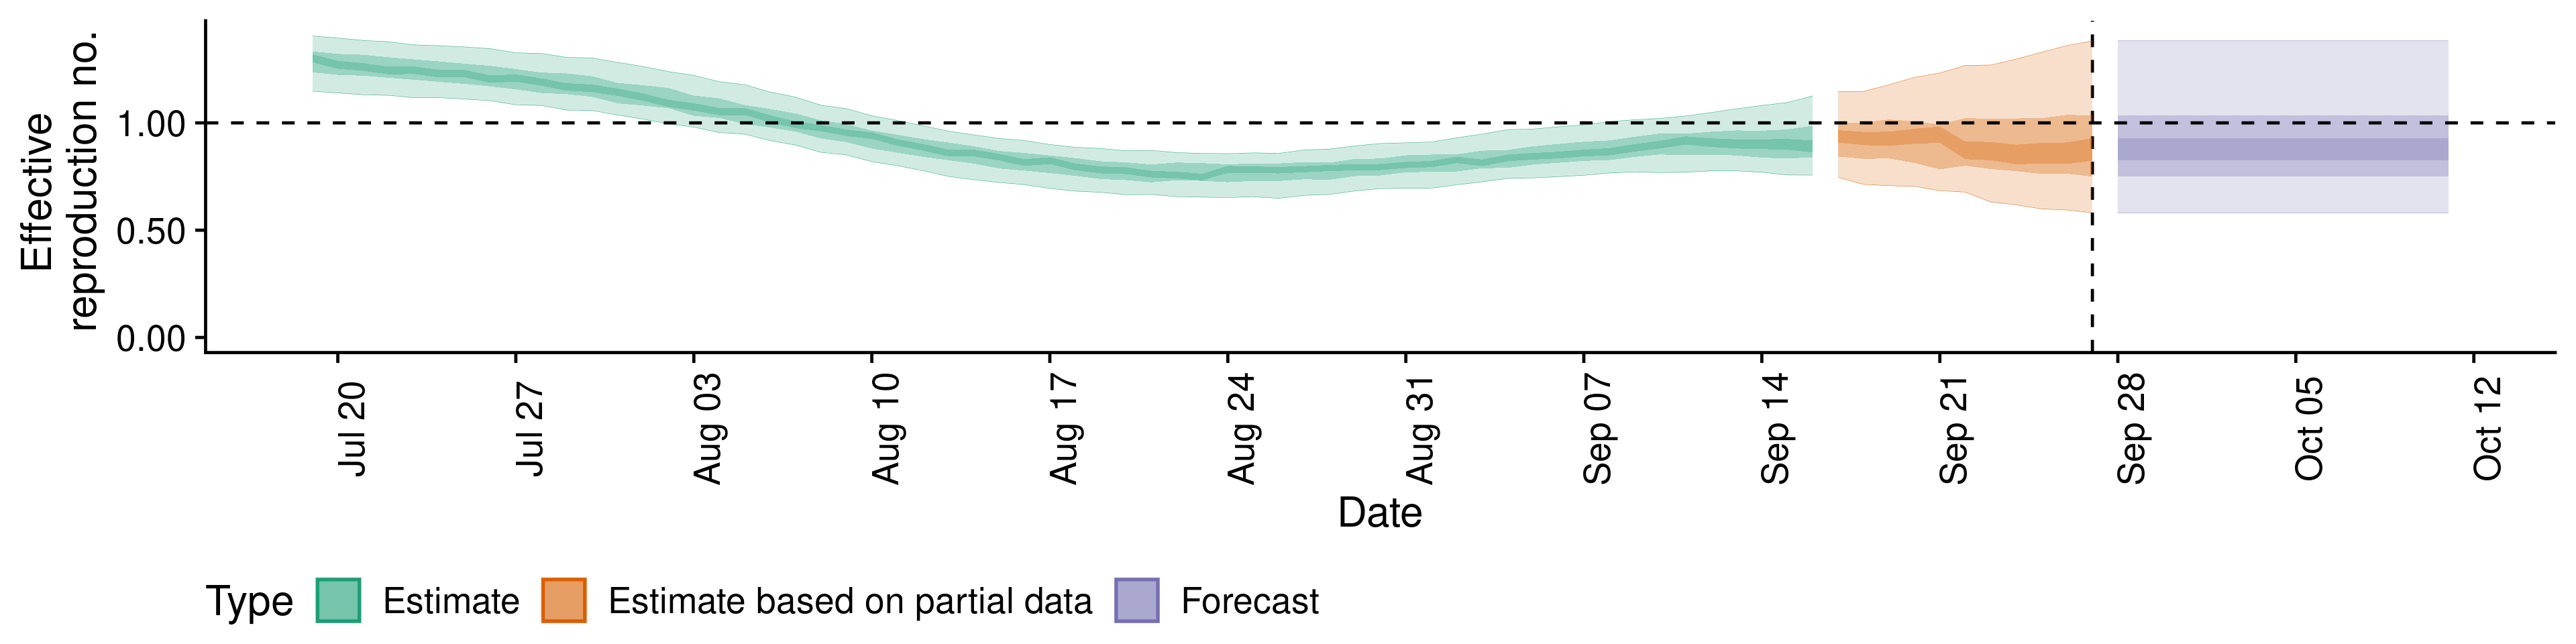 Effective
reproduction no.
1.00
0.50
0.00
Jul 20
Jul 27
Aug 03
Aug 10
Aug 17
Aug 24
Aug 31
Sep 07
Sep 14
Sep 21
Sep 28
Oct 05
Oct 12
Date
Type Estimate Estimate based on partial data Forecast